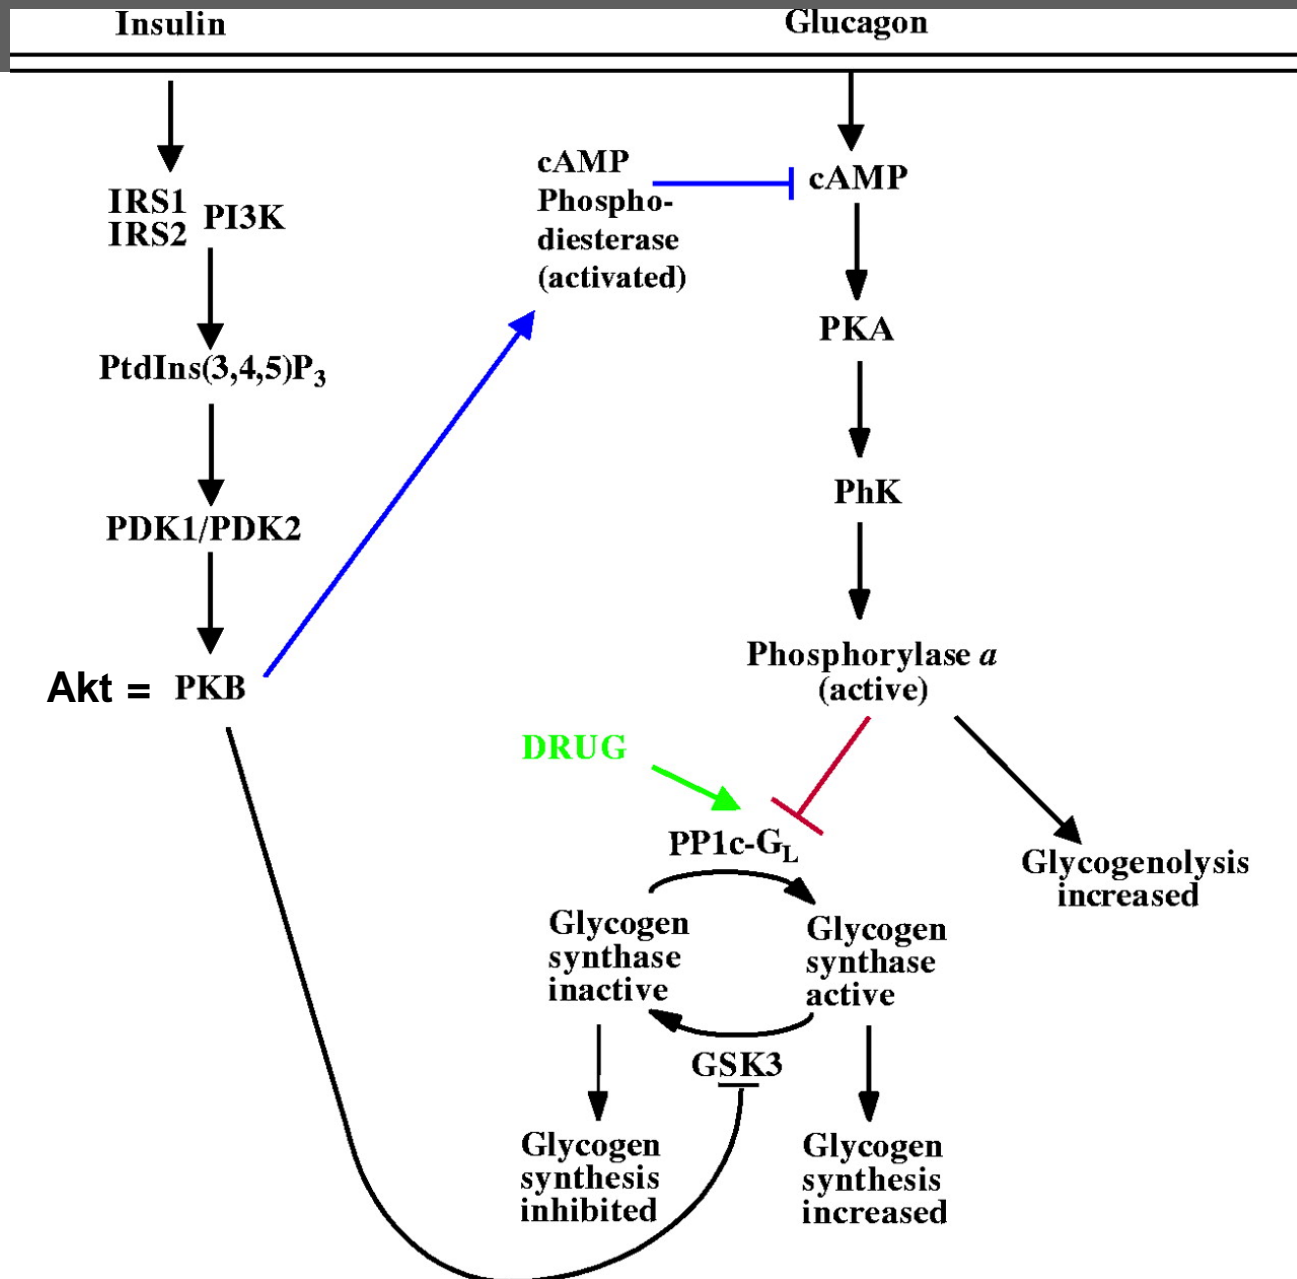 Insulin
Glucagon
IRS1
IRS2
PI3K
cAMP
Phospho-
diesterase
(activated)
cAMP
PKA
PtdIns(3,4,5)P₃
PhK
PDK1/PDK2
Phosphorylase a
(active)
Akt = PKB
DRUG
PP1c-G_L
Glycogenolysis
increased
Glycogen
synthase
inactive
Glycogen
synthase
active
GSK3
Glycogen
synthesis
inhibited
Glycogen
synthesis
increased